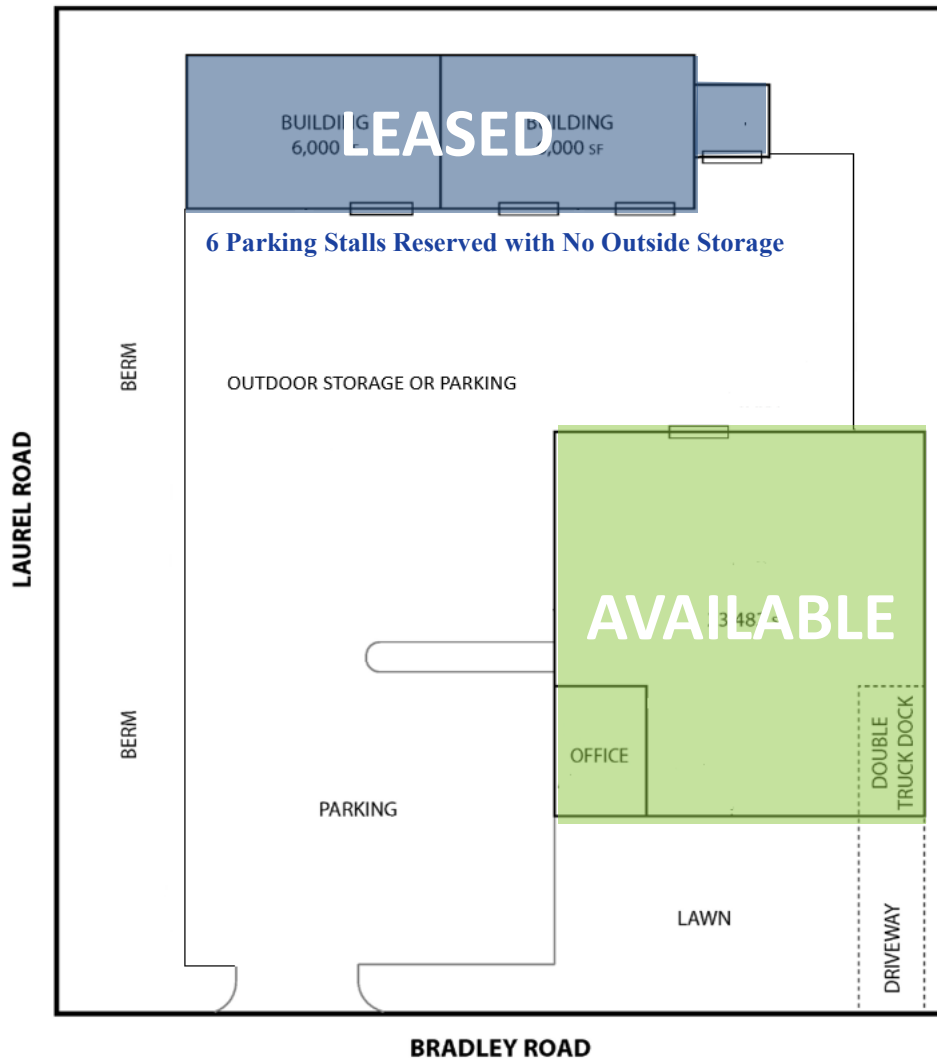 BUILDING
6,000
LEASED
BUILDING
,000 SF
6 Parking Stalls Reserved with No Outside Storage
BERM
OUTDOOR STORAGE OR PARKING
LAUREL ROAD
AVAILABLE
BERM
OFFICE
DOUBLE
TRUCK DOCK
PARKING
LAWN
DRIVEWAY
BRADLEY ROAD